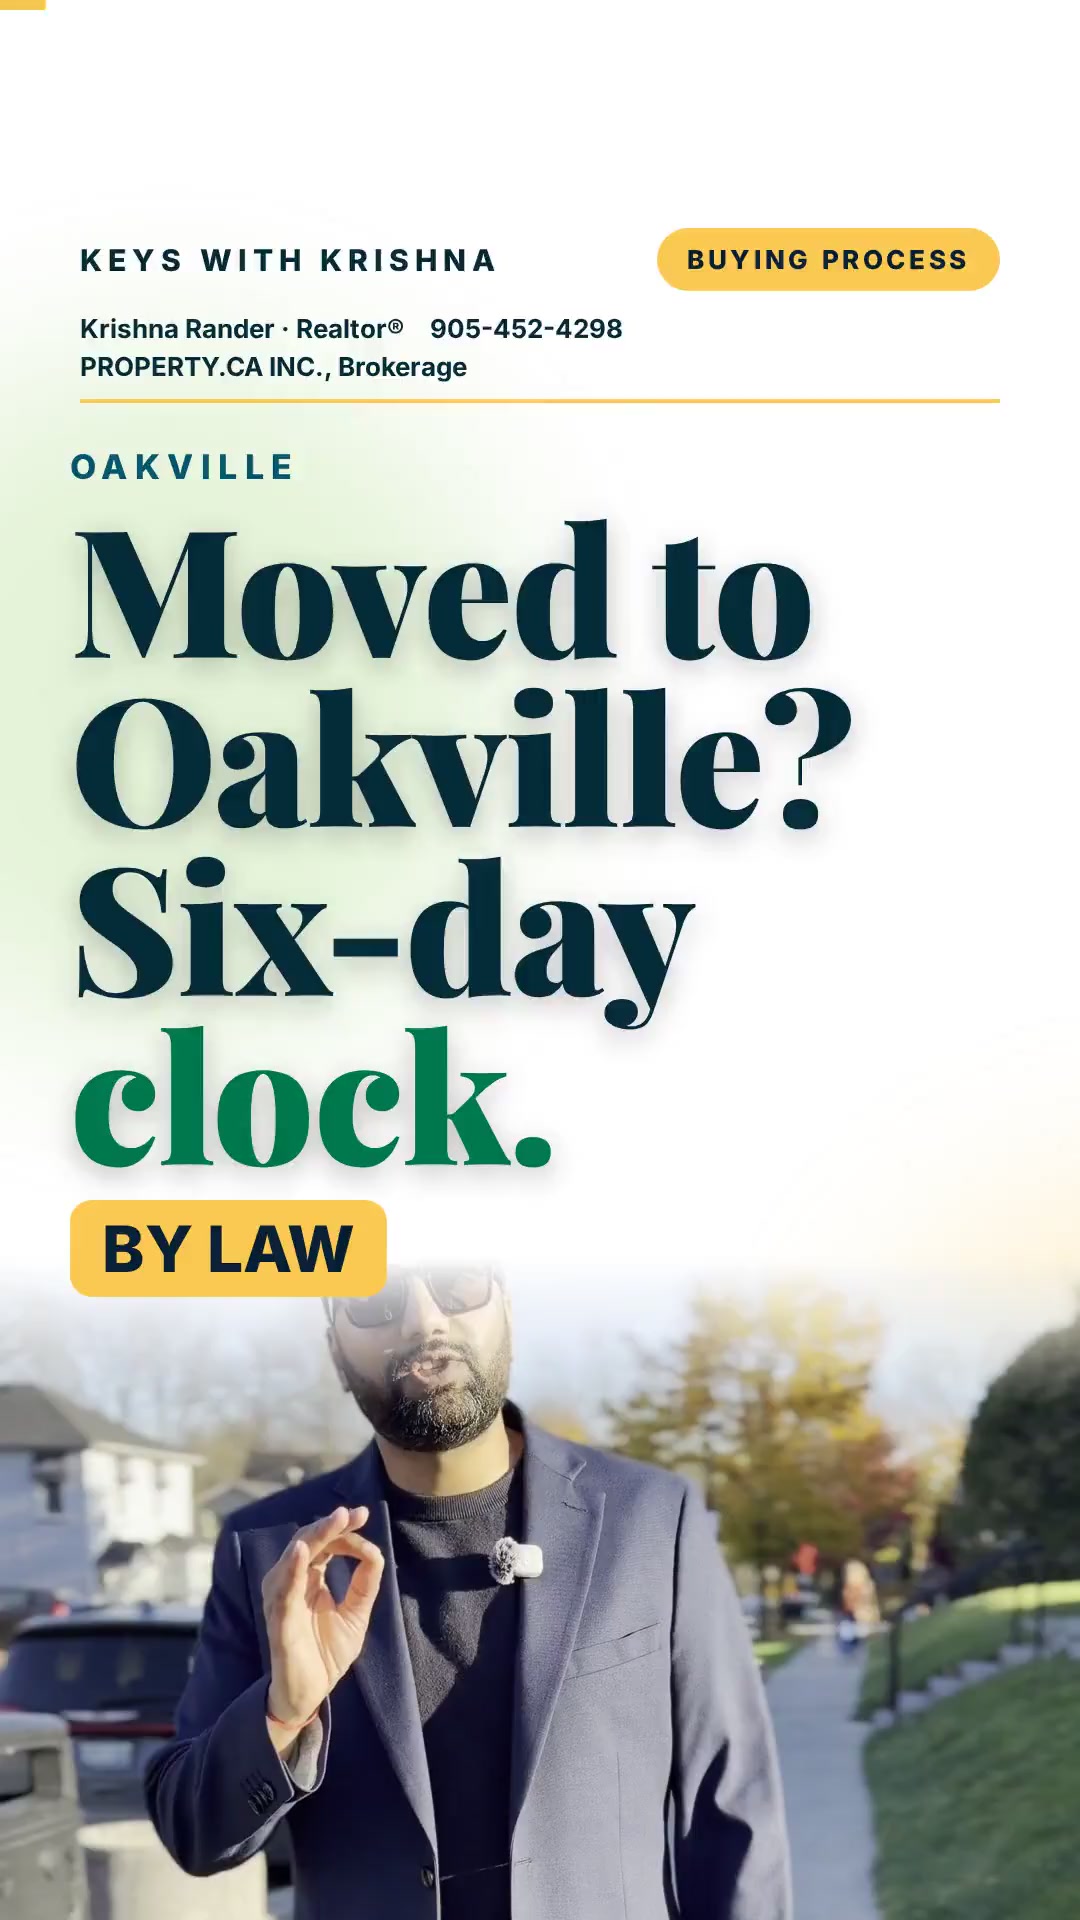 KEYS WITH KRISHNA
BUYING PROCESS
Krishna Rander · Realtor® 905-452-4298
PROPERTY.CA INC., Brokerage
OAKVILLE
Moved to
Oakville?
Six-day
clock.
BY LAW